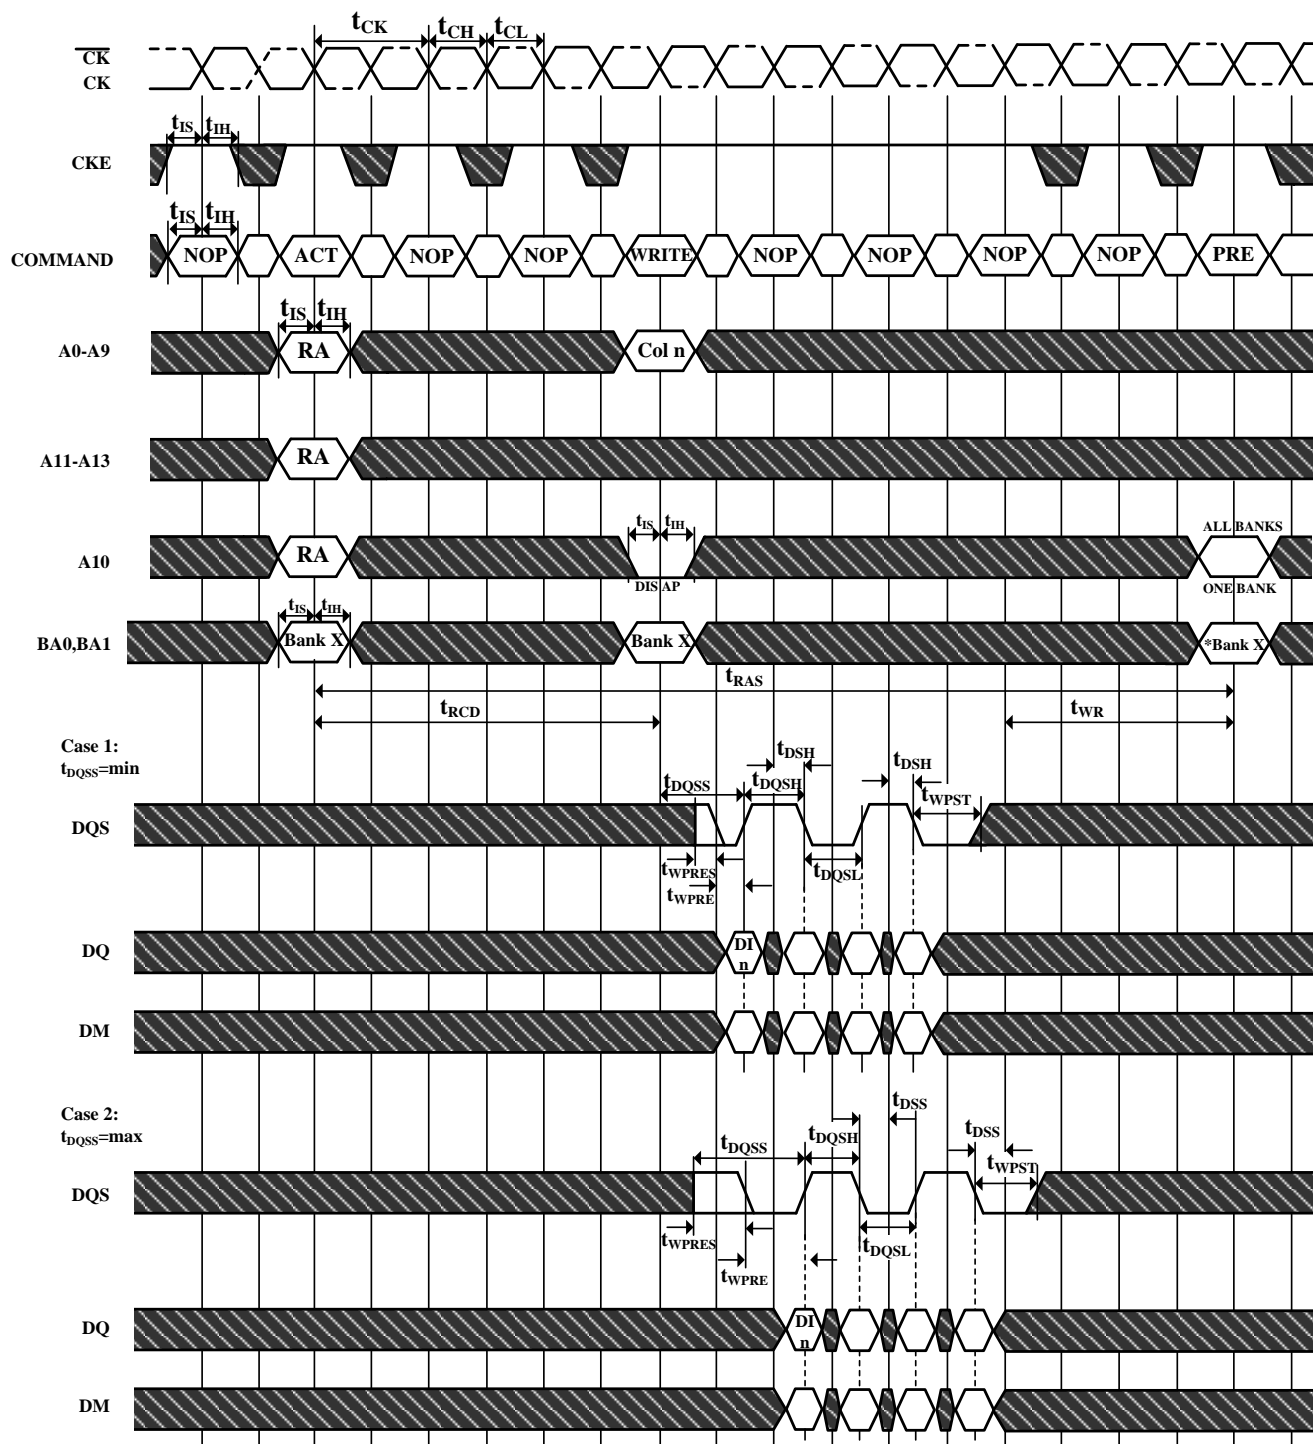 tCK tCH tCL
CK
CK
tIS tIH
CKE
tIS tIH
COMMAND NOP ACT NOP NOP WRITE NOP NOP NOP NOP PRE
tIS tIH
A0-A9 RA Col n
A11-A13 RA
tIS tIH ALL BANKS
A10 RA
DIS AP ONE BANK
tIS tIH
BA0,BA1 Bank X Bank X *Bank X
tRAS
tRCD tWR
Case 1:
tDQSS=min
tDSH tDSH
tDQSS tDQSH tWPST
DQS
tWPRES tDQSL
tWPRE
DQ DI
n
DM
Case 2:
tDQSS=max
tDSS
tDQSS tDQSH tDSS
tWPST
DQS
tWPRES tDQSL
tWPRE
DQ DI
n
DM